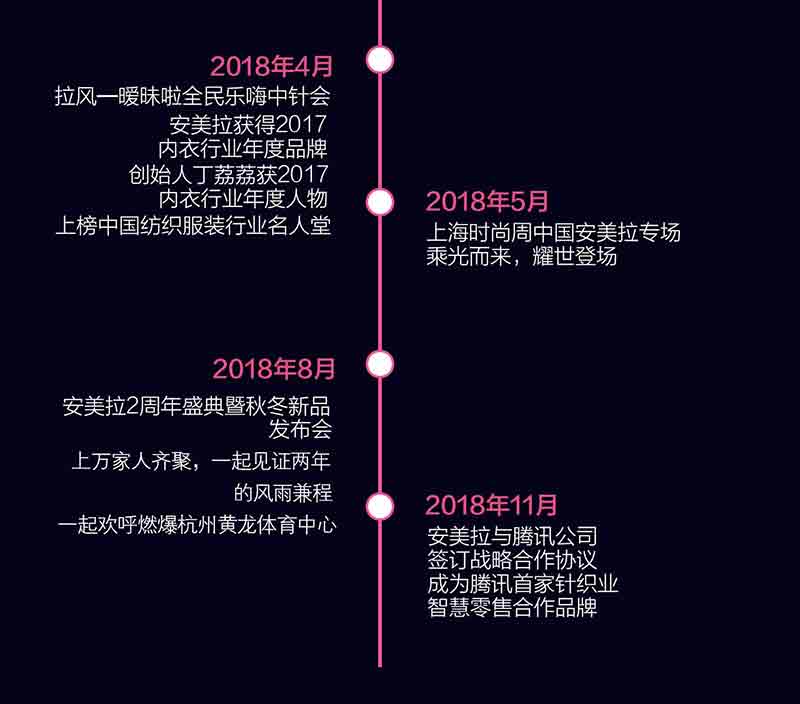 2018年4月
拉风一暧昧啦全民乐嗨中针会
安美拉获得2017
内衣行业年度品牌
创始人丁荔荔获2017
内衣行业年度人物
上榜中国纺织服装行业名人堂
2018年5月
上海时尚周中国安美拉专场
乘光而来，耀世登场
2018年8月
安美拉2周年盛典暨秋冬新品
发布会
上万家人齐聚，一起见证两年
的风雨兼程
一起欢呼燃爆杭州黄龙体育中心
2018年11月
安美拉与腾讯公司
签订战略合作协议
成为腾讯首家针织业
智慧零售合作品牌